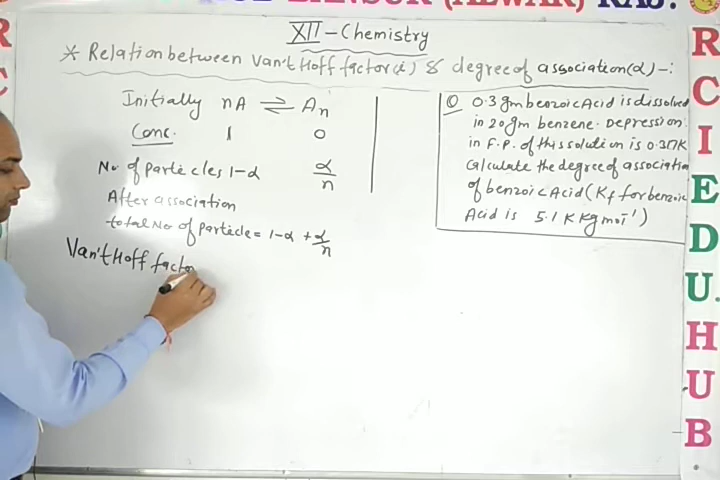 XII-Chemistry
* Relation between Van't Hoff factor (i) & degree of association (α) -:
Initially nA ⇌ An
Conc. 1 0
No of particles 1-α α/n
After association
total No of particle = 1-α + α/n
Van't Hoff facto
Q 0.3 gm benzoic Acid is dissolved
in 20 gm benzene. Depression
in F.P. of this solution is 0.317K
Calculate the degree of associatio
of benzoic Acid (Kf for benzoic
Acid is 5.1 K Kg mol⁻¹)
R
C
I
E
D
U.
H
U
B